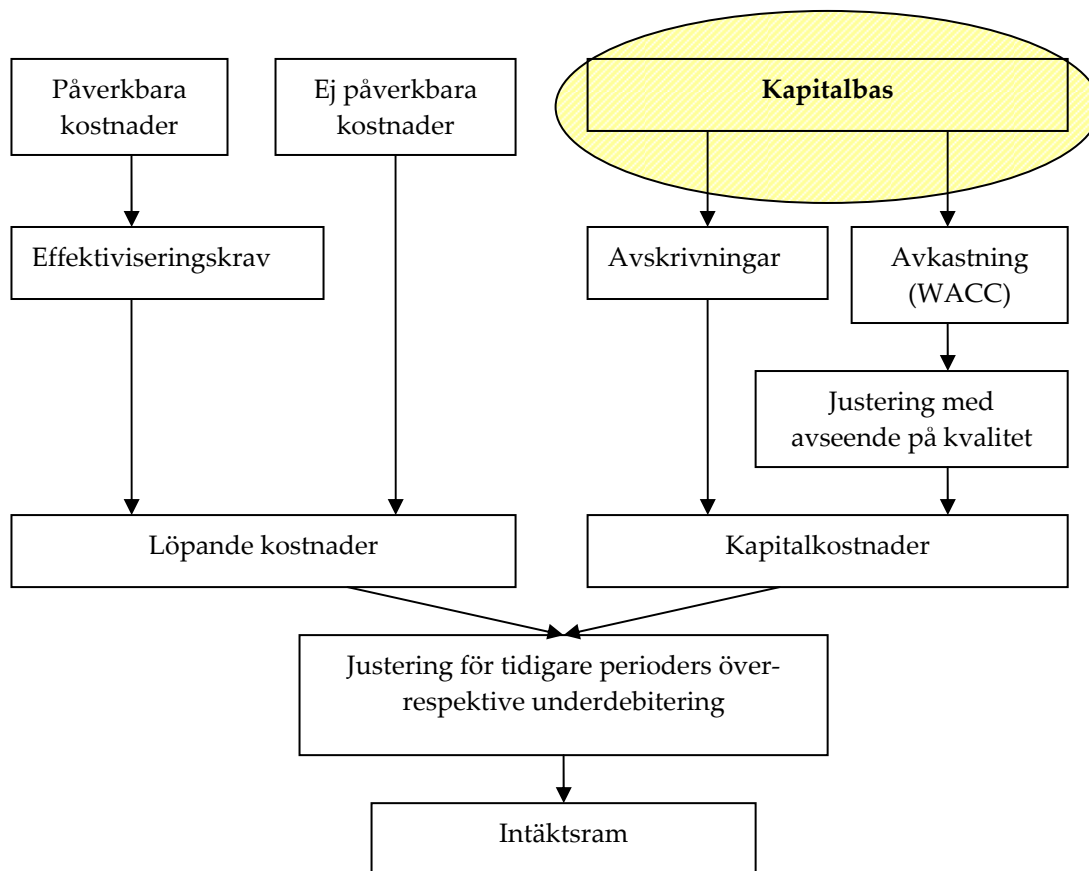 Påverkbara
kostnader
Ej påverkbara
kostnader
Kapitalbas
Effektiviseringskrav
Avskrivningar
Avkastning
(WACC)
Justering med
avseende på kvalitet
Löpande kostnader
Kapitalkostnader
Justering för tidigare perioders över-
respektive underdebitering
Intäktsram